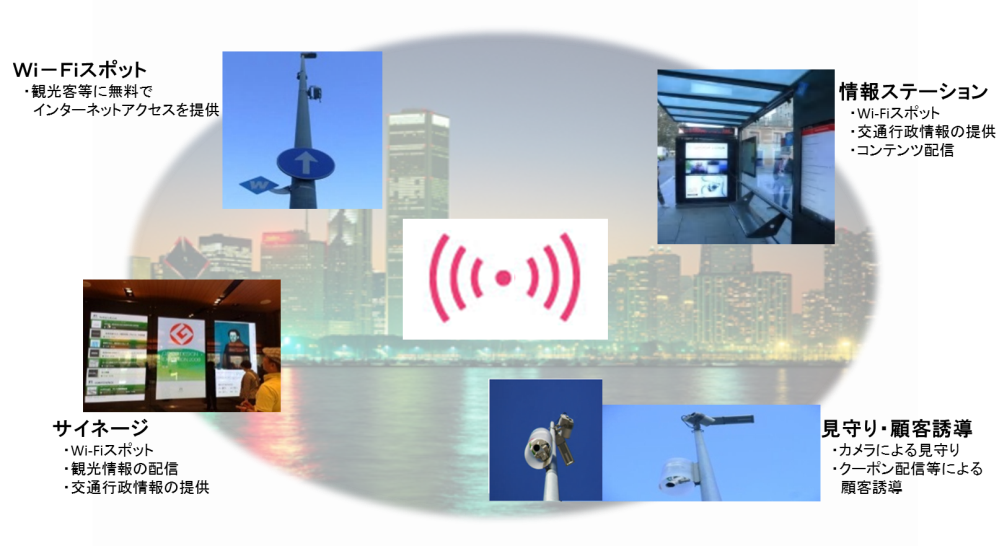 Wi－Fiスポット
・観光客等に無料で
インターネットアクセスを提供
情報ステーション
・Wi-Fiスポット
・交通行政情報の提供
・コンテンツ配信
サイネージ
・Wi-Fiスポット
・観光情報の配信
・交通行政情報の提供
見守り・顧客誘導
・カメラによる見守り
・クーポン配信等による
顧客誘導